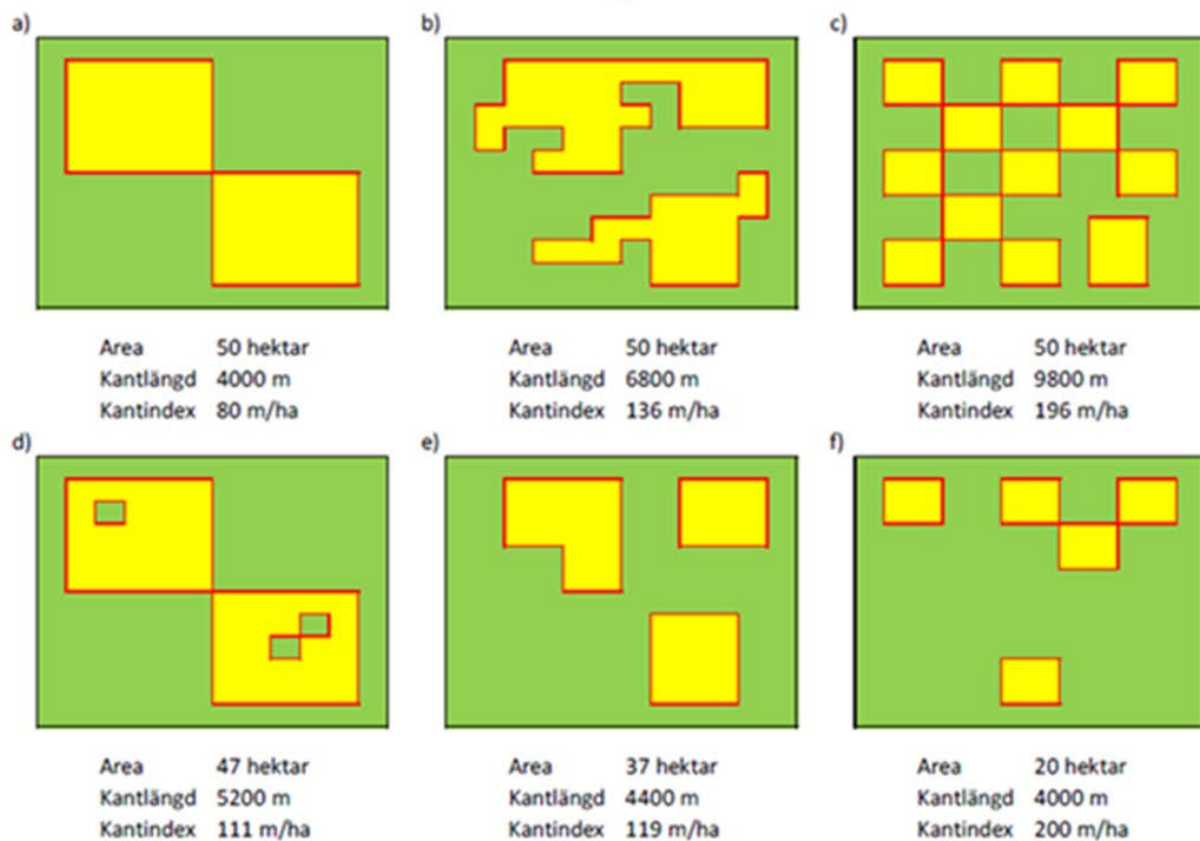 a)
b)
c)
Area 50 hektar
Kantlängd 4000 m
Kantindex 80 m/ha
Area 50 hektar
Kantlängd 6800 m
Kantindex 136 m/ha
Area 50 hektar
Kantlängd 9800 m
Kantindex 196 m/ha
d)
e)
f)
Area 47 hektar
Kantlängd 5200 m
Kantindex 111 m/ha
Area 37 hektar
Kantlängd 4400 m
Kantindex 119 m/ha
Area 20 hektar
Kantlängd 4000 m
Kantindex 200 m/ha